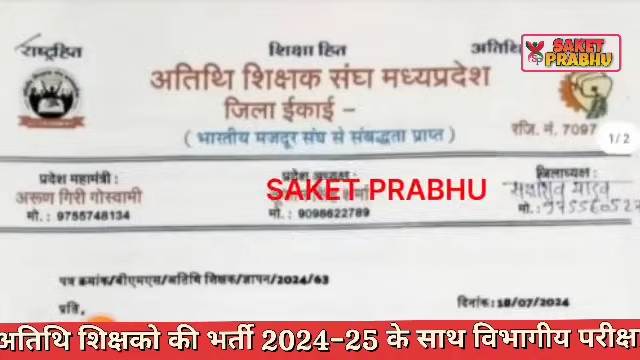 राष्ट्रहित शिक्षा हित अतिथि
SAKET
PRABHU
अतिथि शिक्षक संघ मध्यप्रदेश
जिला ईकाई -
( भारतीय मजदूर संघ से संबद्धता प्राप्त )
रजि. नं. 7097
1/2
प्रदेश महामंत्री : प्रदेश अध्यक्ष : जिलाध्यक्ष :
अरूण गिरी गोस्वामी
SAKET PRABHU
मो. : 9755748134 मो. : 9098622789 मो. :
पत्र क्रमांक/बीएमएस/अतिथि शिक्षक/ज्ञापन/2024/63
प्रति, दिनांक: 18/07/2024
अतिथि शिक्षको की भर्ती 2024-25 के साथ विभागीय परीक्षा